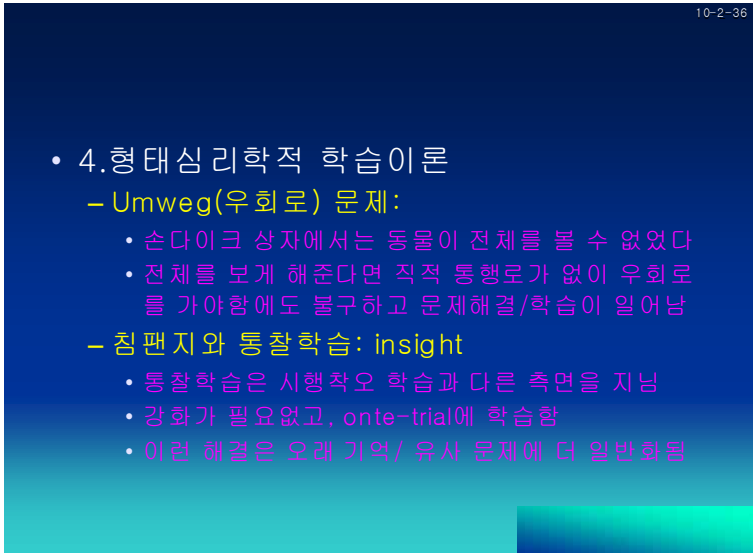 10-2-36
• 4.형태심리학적 학습이론
– Umweg(우회로) 문제:
• 손다이크 상자에서는 동물이 전체를 볼 수 없었다
• 전체를 보게 해준다면 직적 통행로가 없이 우회로
를 가야함에도 불구하고 문제해결/학습이 일어남
– 침팬지와 통찰학습: insight
• 통찰학습은 시행착오 학습과 다른 측면을 지님
• 강화가 필요없고, onte-trial에 학습함
• 이런 해결은 오래 기억/ 유사 문제에 더 일반화됨